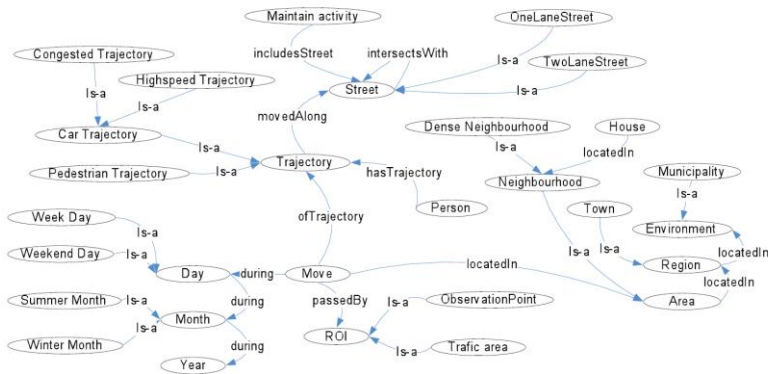 Maintain activity
OneLaneStreet
Congested Trajectory
includesStreet
intersectsWith
Is-a
TwoLaneStreet
Highspeed Trajectory
Is-a
Is-a
Is-a
Street
movedAlong
Car Trajectory
Dense Neighbourhood
House
Is-a
Is-a
locatedIn
Trajectory
Pedestrian Trajectory
Is-a
hasTrajectory
Neighbourhood
Municipality
Is-a
Week Day
ofTrajectory
Person
Town
Environment
Is-a
Is-a
Is-a
Weekend Day
Is-a
locatedIn
locatedIn
Region
Day
during
Move
locatedIn
Summer Month
Is-a
during
passedBy
Is-a
ObservationPoint
Area
Month
Winter Month
Is-a
during
ROI
Is-a
Trafic area
Year